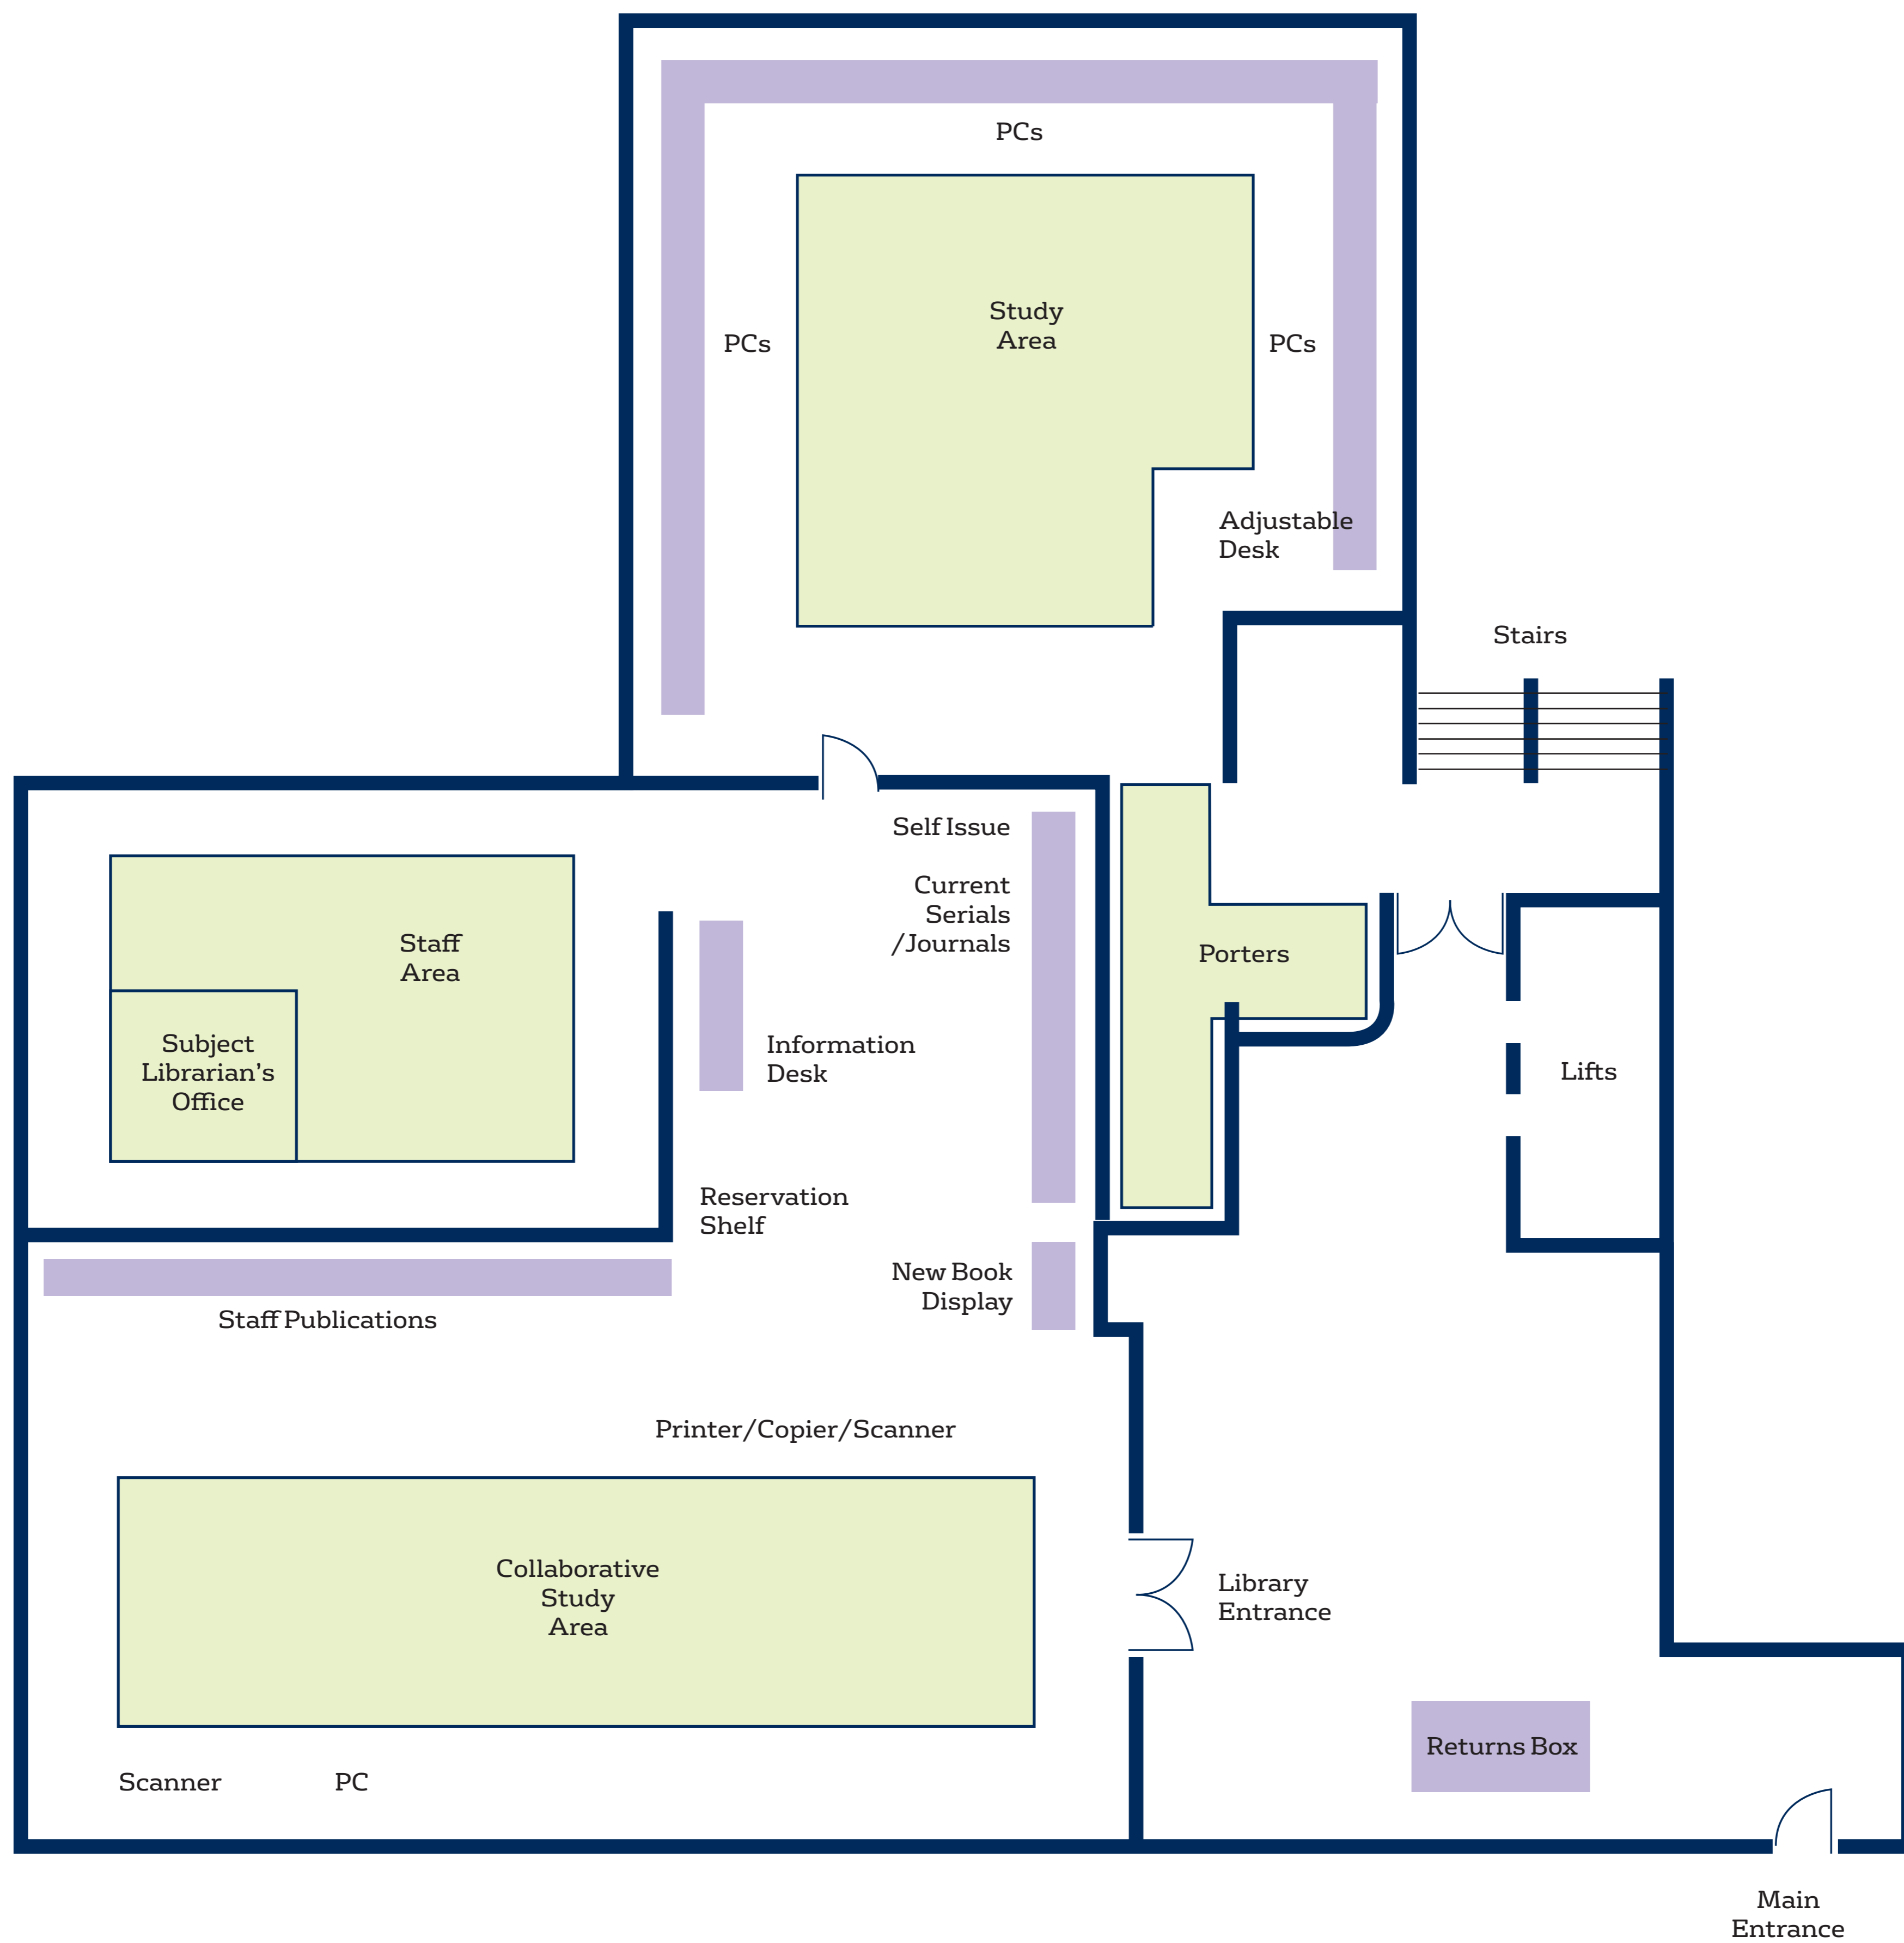 PCs
Study
Area
PCs
PCs
Adjustable
Desk
Stairs
Self Issue
Current
Serials
/Journals
Staff
Area
Porters
Subject
Librarian’s
Office
Information
Desk
Lifts
Reservation
Shelf
New Book
Display
Staff Publications
Printer/Copier/Scanner
Collaborative
Study
Area
Library
Entrance
Returns Box
Scanner
PC
Main
Entrance